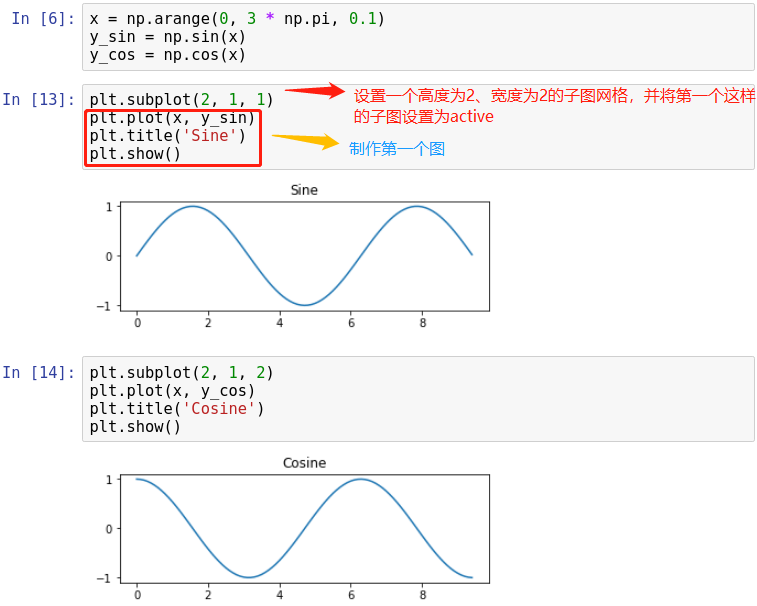 In [6]: x = np.arange(0, 3 * np.pi, 0.1)
y_sin = np.sin(x)
y_cos = np.cos(x)
In [13]: plt.subplot(2, 1, 1)
设置一个高度为2、宽度为2的子图网格，并将第一个这样
的子图设置为active
plt.plot(x, y_sin)
plt.title('Sine')
plt.show()
制作第一个图
Sine
1
0
−1
0 2 4 6 8
In [14]: plt.subplot(2, 1, 2)
plt.plot(x, y_cos)
plt.title('Cosine')
plt.show()
Cosine
1
0
−1
0 2 4 6 8